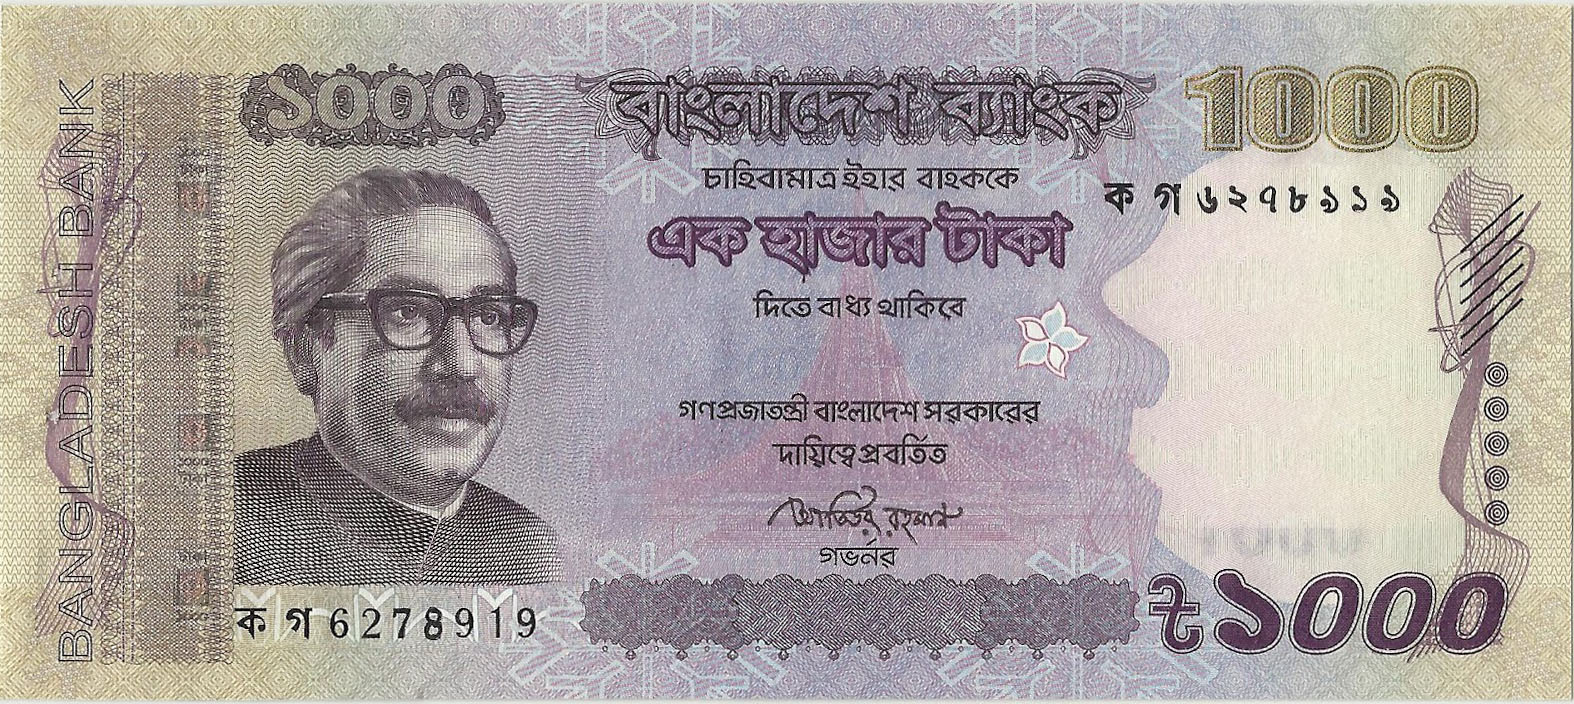 BANGLADESH BANK
১০০০
বাংলাদেশ ব্যাংক
1000
চাহিবামাত্র ইহার বাহককে
ক গ ৬২৭৮৯১৯
এক হাজার টাকা
দিতে বাধ্য থাকিবে
গণপ্রজাতন্ত্রী বাংলাদেশ সরকারের
দায়িত্বে প্রবর্তিত
আতিউর রহমান
গভর্নর
ক গ 6278919
৳১০০০